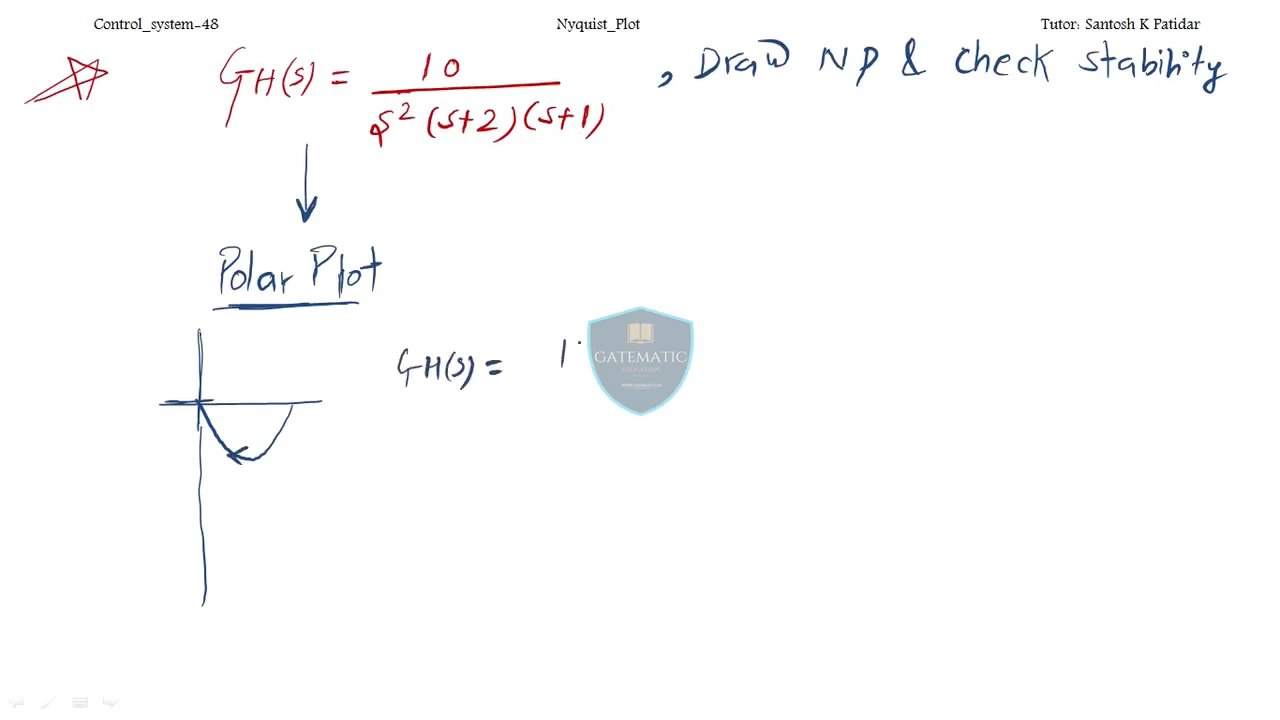 Control_system-48
Nyquist_Plot
Tutor: Santosh K Patidar
GH(s) = 10 / s² (s+2) (s+1) , Draw NP & Check stability
Polar Plot
GH(s) = 1
GATEMATIC